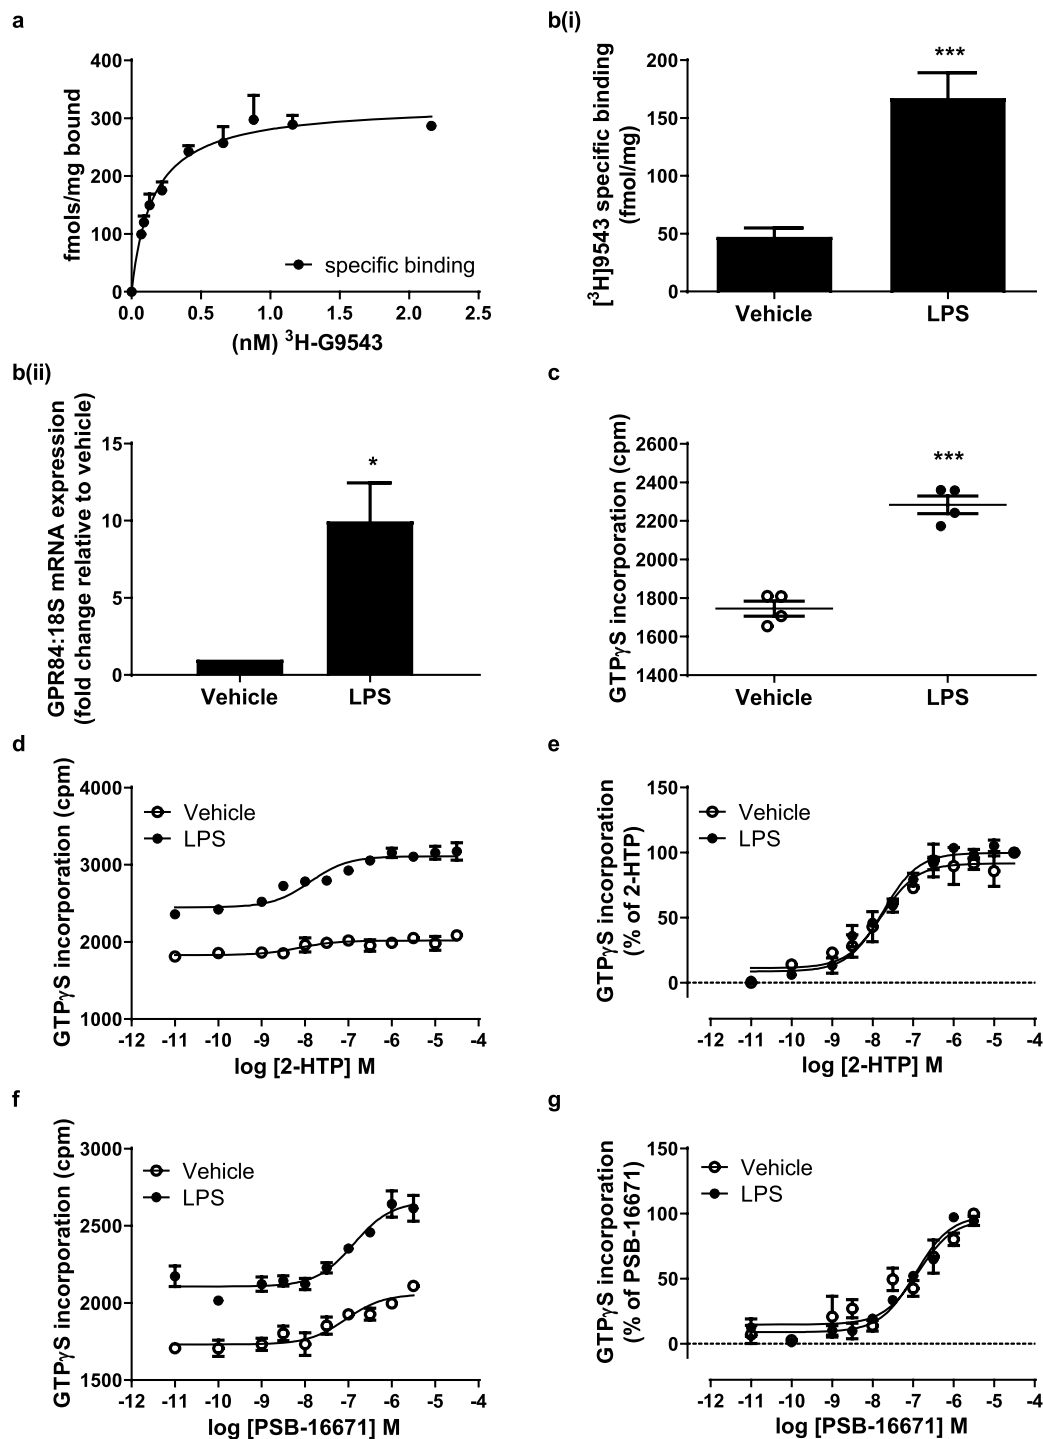 a
fmols/mg bound
400
300
200
100
0
specific binding
0.0 0.5 1.0 1.5 2.0 2.5
(nM) ³H-G9543
b(i)
[³H]9543 specific binding
(fmol/mg)
200
150
100
50
0
***
Vehicle LPS
b(ii)
GPR84:18S mRNA expression
(fold change relative to vehicle)
15
10
5
0
*
Vehicle LPS
c
GTPγS incorporation (cpm)
2600
2400
2200
2000
1800
1600
1400
***
Vehicle LPS
d
GTPγS incorporation (cpm)
4000
3000
2000
1000
Vehicle
LPS
-12 -11 -10 -9 -8 -7 -6 -5 -4
log [2-HTP] M
e
GTPγS incorporation
(% of 2-HTP)
150
100
50
0
Vehicle
LPS
-12 -11 -10 -9 -8 -7 -6 -5 -4
log [2-HTP] M
f
GTPγS incorporation (cpm)
3000
2500
2000
1500
Vehicle
LPS
-12 -11 -10 -9 -8 -7 -6 -5 -4
log [PSB-16671] M
g
GTPγS incorporation
(% of PSB-16671)
150
100
50
0
Vehicle
LPS
-12 -11 -10 -9 -8 -7 -6 -5 -4
log [PSB-16671] M